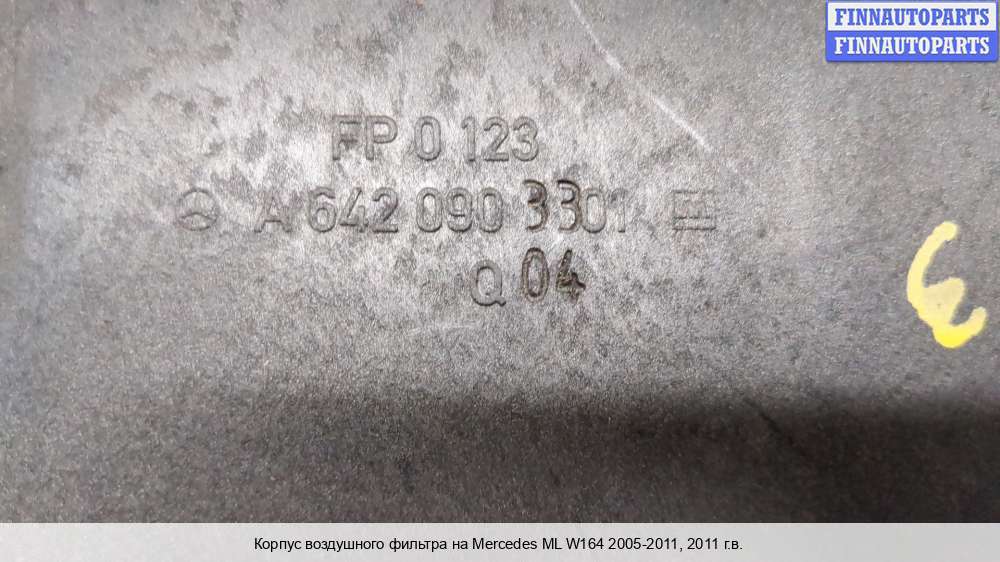 FINNAUTOPARTS
FINNAUTOPARTS
FP 0 123
A 642 090 3301
Q 04
Корпус воздушного фильтра на Mercedes ML W164 2005-2011, 2011 г.в.